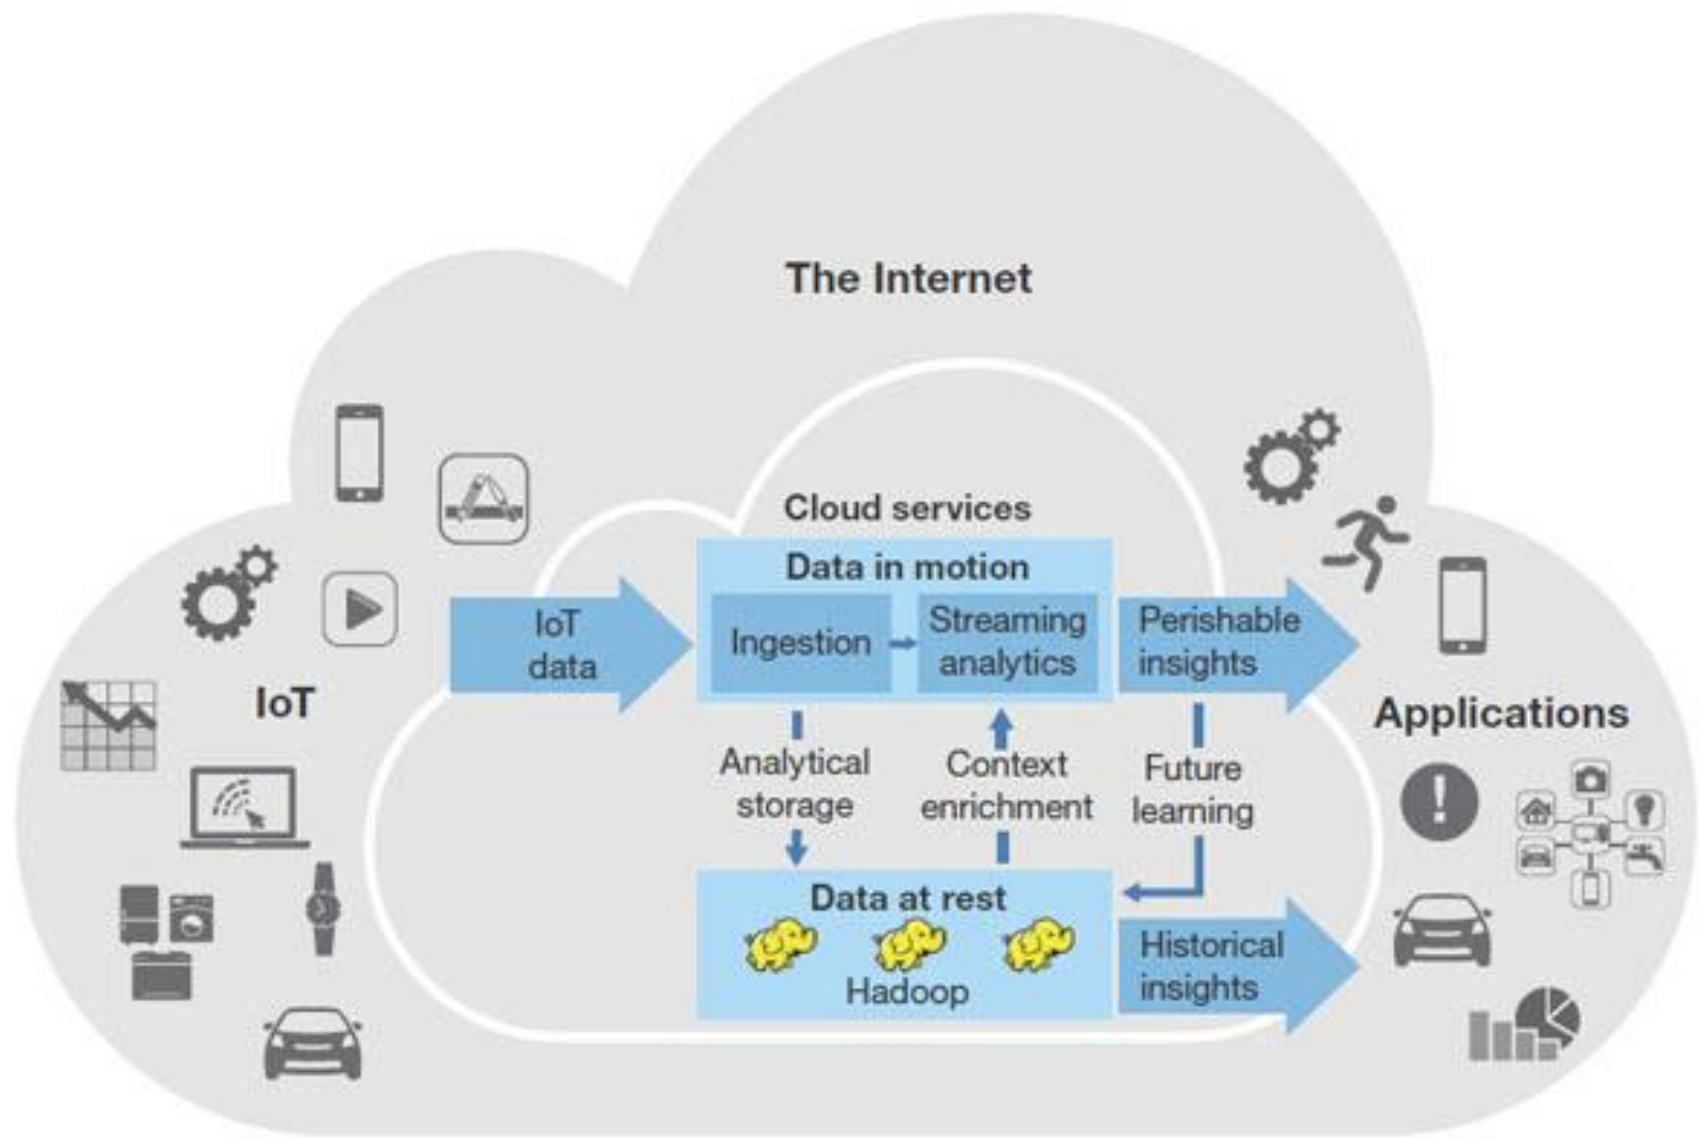 The Internet
Cloud services
Data in motion
IoT
data
Ingestion
Streaming
analytics
Perishable
insights
IoT
Applications
Analytical
storage
Context
enrichment
Future
learning
Data at rest
Hadoop
Historical
insights